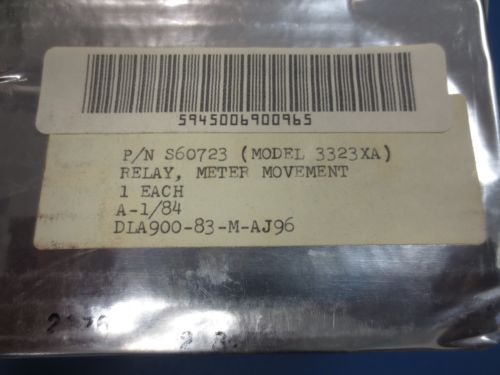 5945006900965
P/N S60723 (MODEL 3323XA)
RELAY, METER MOVEMENT
1 EACH
A-1/84
DLA900-83-M-AJ96